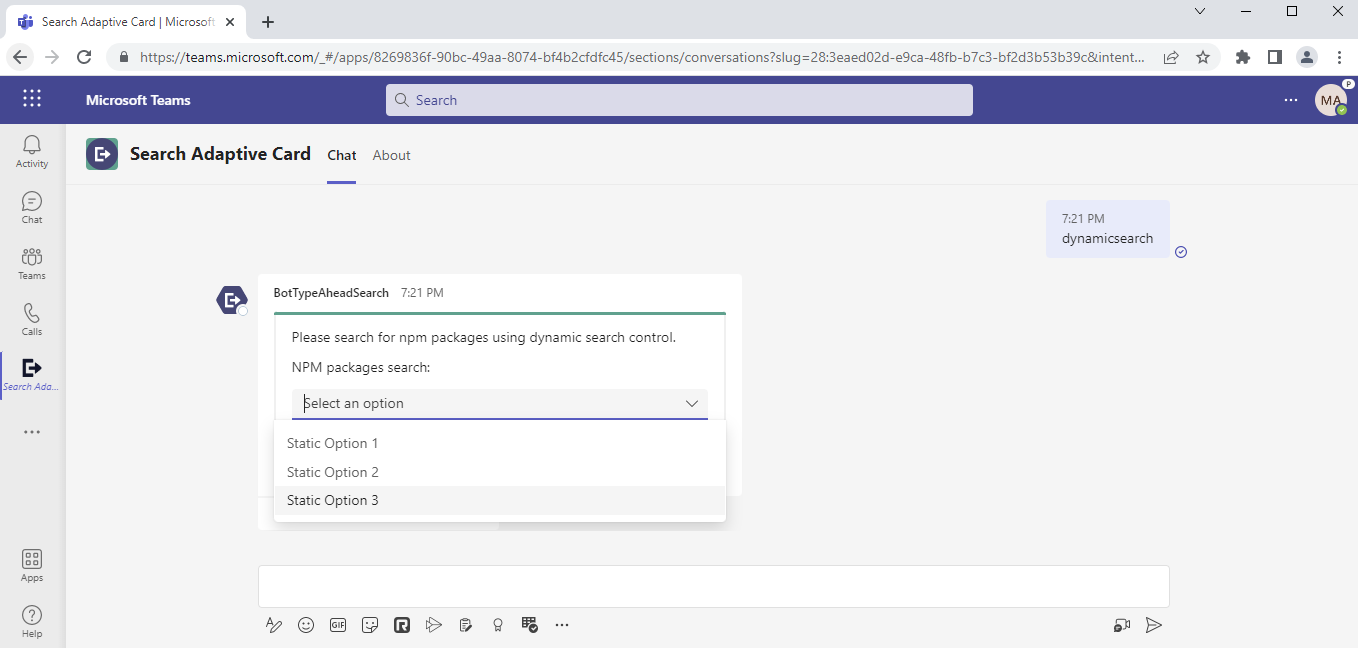 Search Adaptive Card | Microsoft
https://teams.microsoft.com/_#/apps/8269836f-90bc-49aa-8074-bf4b2cfdfc45/sections/conversations?slug=28:3eaed02d-e9ca-48fb-b7c3-bf2d3b53b39c&intent...
Microsoft Teams
Search
MA
P
Activity
Chat
Teams
Calls
Search Ada...
Apps
Help
Search Adaptive Card
Chat
About
7:21 PM
dynamicsearch
BotTypeAheadSearch 7:21 PM
Please search for npm packages using dynamic search control.
NPM packages search:
Select an option
Static Option 1
Static Option 2
Static Option 3
GIF